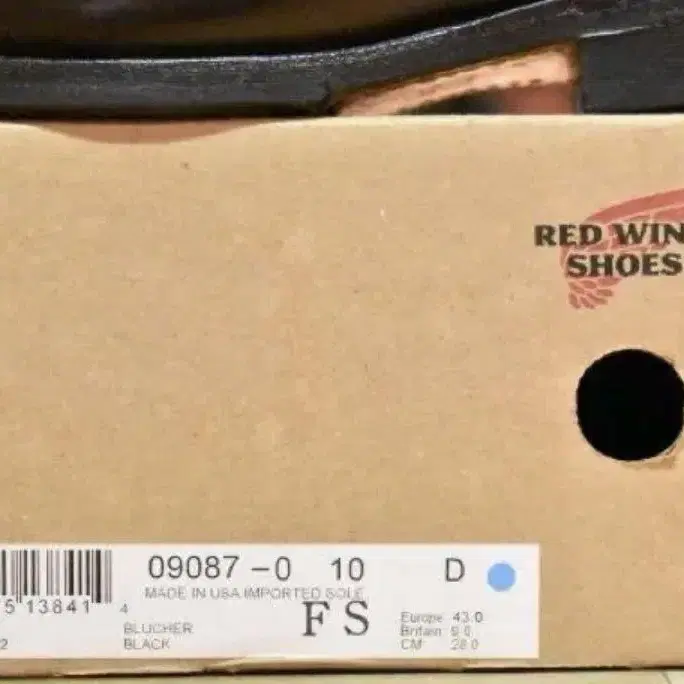 RED WIN
SHOES
09087 -0 10 D
MADE IN USA IMPORTED SOLE
5 13841 4
F S
BLUCHER
BLACK
2
Europe 43.0
Britain 9.0
CM 28.0